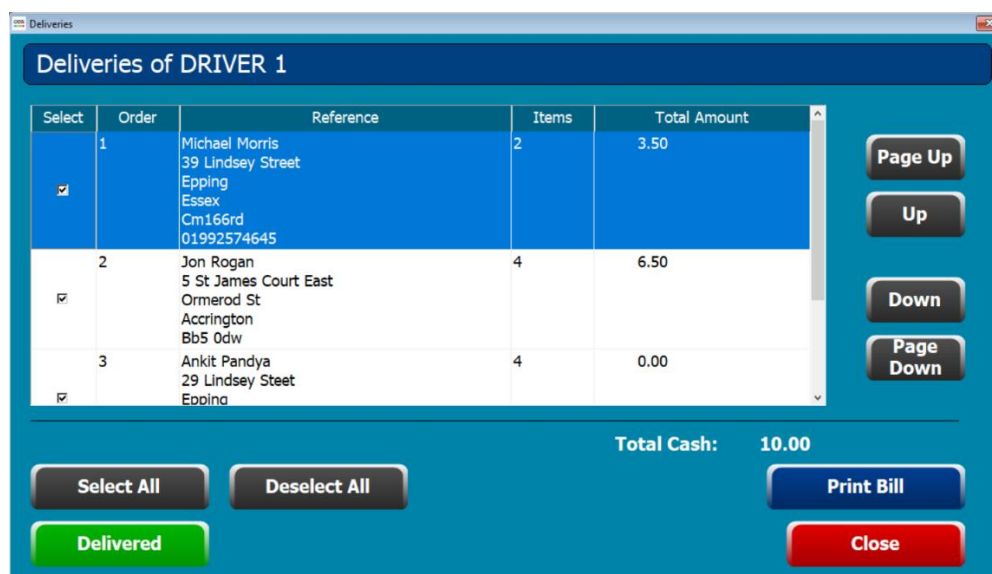 Deliveries
Deliveries of DRIVER 1
Select Order Reference Items Total Amount
1 Michael Morris 2 3.50
39 Lindsey Street
Epping
Essex
Cm166rd
01992574645
2 Jon Rogan 4 6.50
5 St James Court East
Ormerod St
Accrington
Bb5 0dw
3 Ankit Pandya 4 0.00
29 Lindsey Steet
Epping
Page Up
Up
Down
Page
Down
Total Cash: 10.00
Select All Deselect All Print Bill
Delivered Close